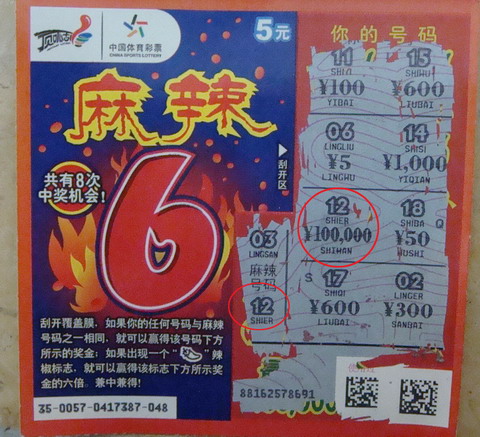 顶呱刮
中国体育彩票
CHINA SPORTS LOTTERY
5元
麻辣
6
共有8次
中奖机会!
刮开区
刮开覆盖膜,如果你的任何号码与麻辣
号码之一相同,就可以赢得该号码下方
所示的奖金;如果出现一个“ ”辣
椒标志,就可以赢得该标志下方所示奖
金的六倍。兼中兼得!
35-0057-0417387-048
你的号码
11 15
SHIYI SHIWU
¥100 ¥600
YIBAI LIUBAI
06 14
LINGLIU SHISI
¥5 ¥1,000
LINGWU YIQIAN
12 18
SHIER SHIBA
¥100,000 ¥50
SHIWAN WUSHI
17 02
SHIQI LINGER
¥600 ¥300
LIUBAI SANBAI
03
LINGSAN
麻辣
号码
12
SHIER
88162578691